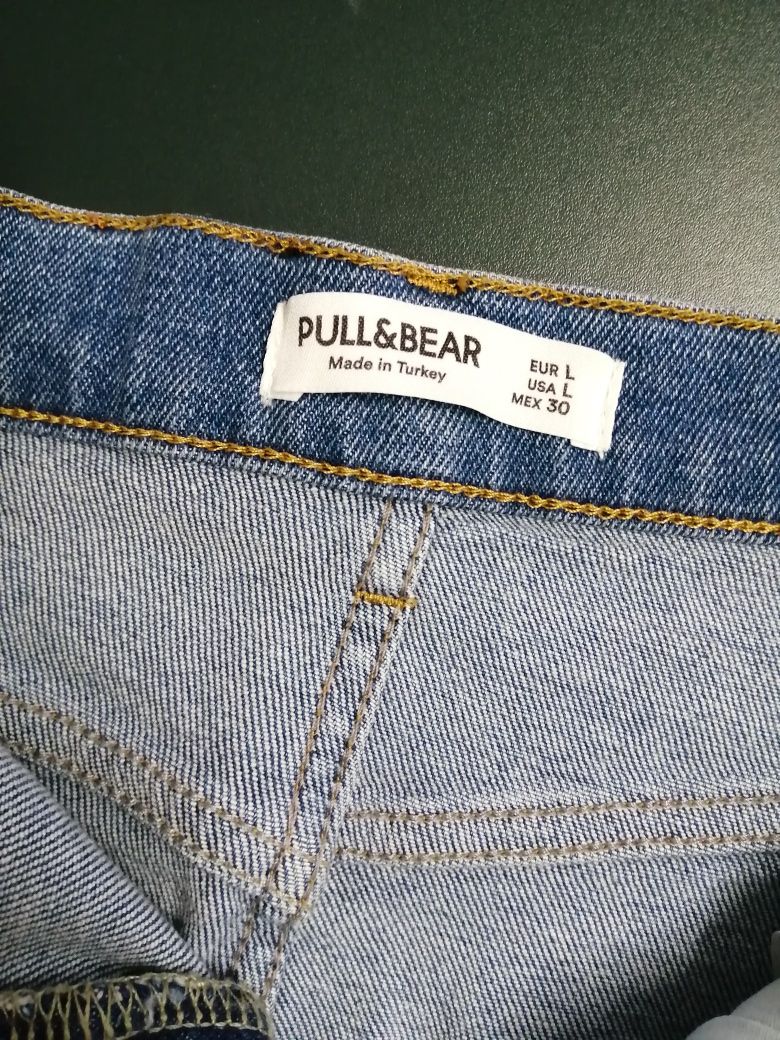 PULL&BEAR
Made in Turkey
EUR L
USA L
MEX 30